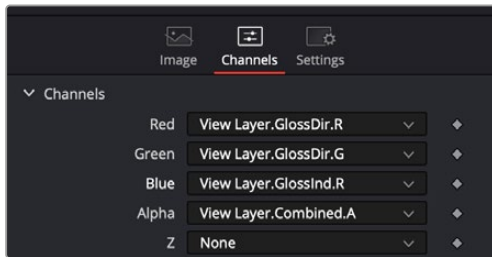 Image Channels Settings
Channels
Red View Layer.GlossDir.R
Green View Layer.GlossDir.G
Blue View Layer.GlossInd.R
Alpha View Layer.Combined.A
Z None